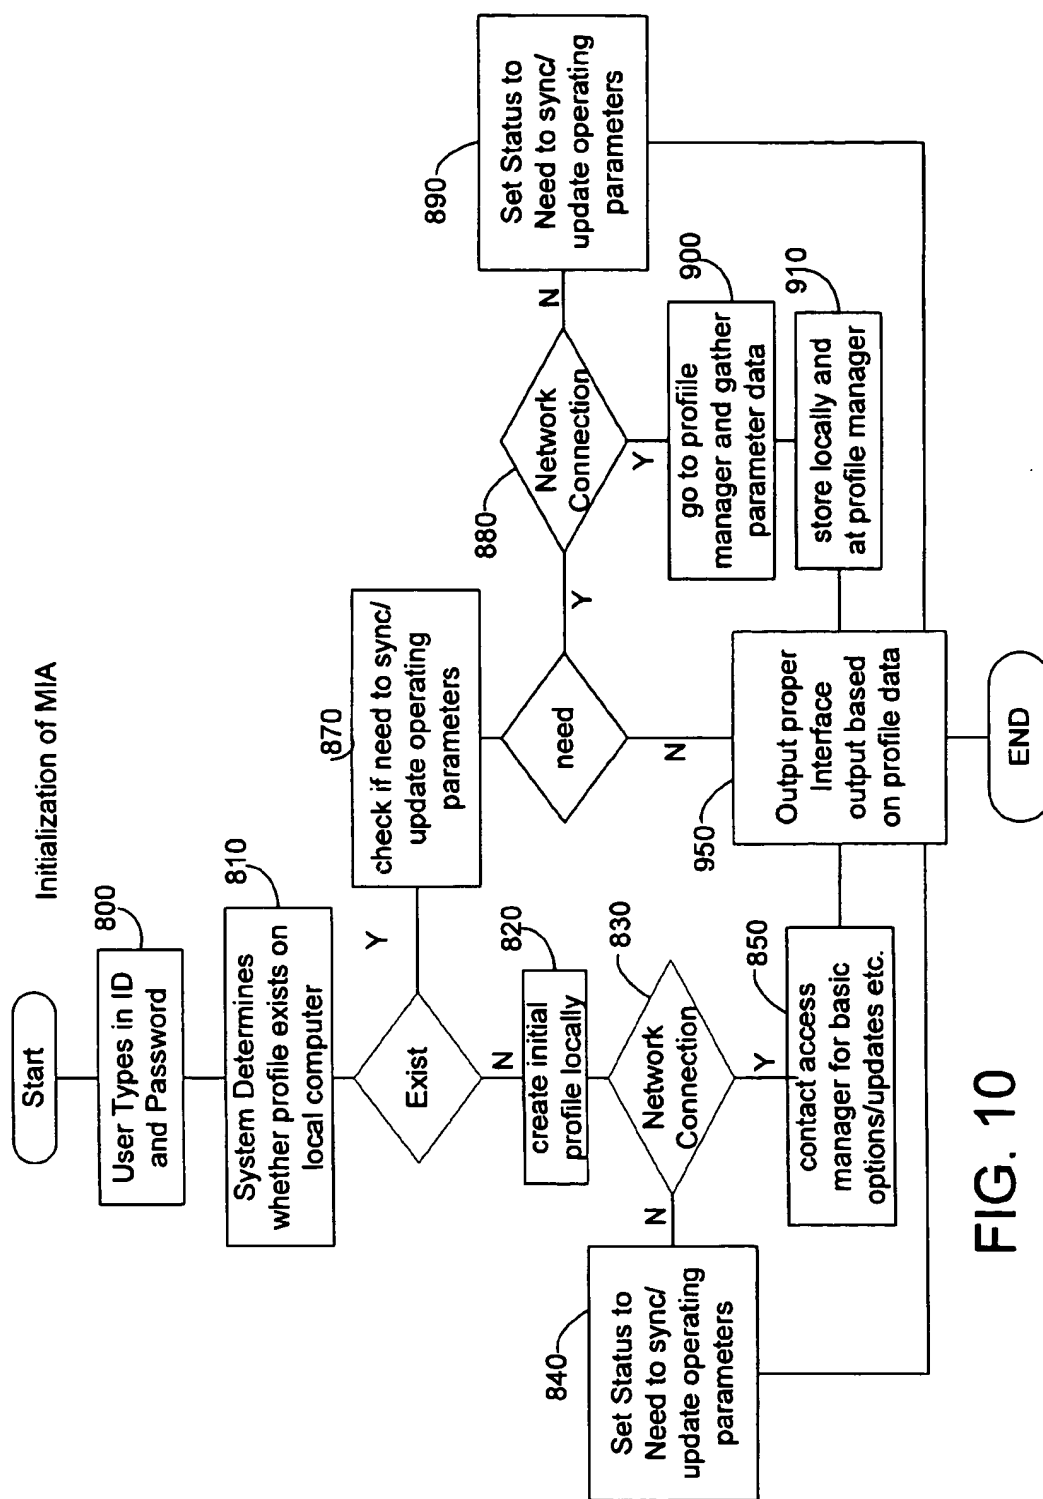 Initialization of MIA
Start
800
User Types in ID
and Password
810
System Determines
whether profile exists on
local computer
Exist
Y
N
820
create initial
profile locally
830
Network
Connection
N
Y
840
Set Status to
Need to sync/
update operating
parameters
850
contact access
manager for basic
options/updates etc.
870
check if need to sync/
update operating
parameters
need
Y
N
880
Network
Connection
N
Y
890
Set Status to
Need to sync/
update operating
parameters
900
go to profiile
manager and gather
parameter data
910
store locally and
at profile manager
950
Output proper
Interface
output based
on profile data
END
FIG. 10